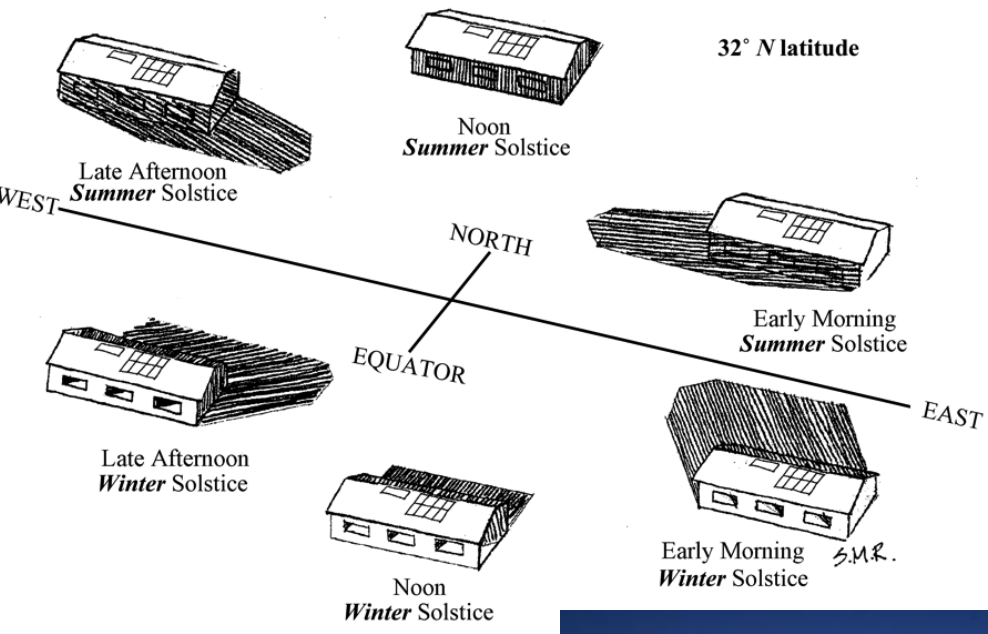 32° N latitude
Noon
Summer Solstice
Late Afternoon
Summer Solstice
WEST
NORTH
Early Morning
Summer Solstice
EQUATOR
EAST
Late Afternoon
Winter Solstice
Early Morning
S.M.R.
Winter Solstice
Noon
Winter Solstice